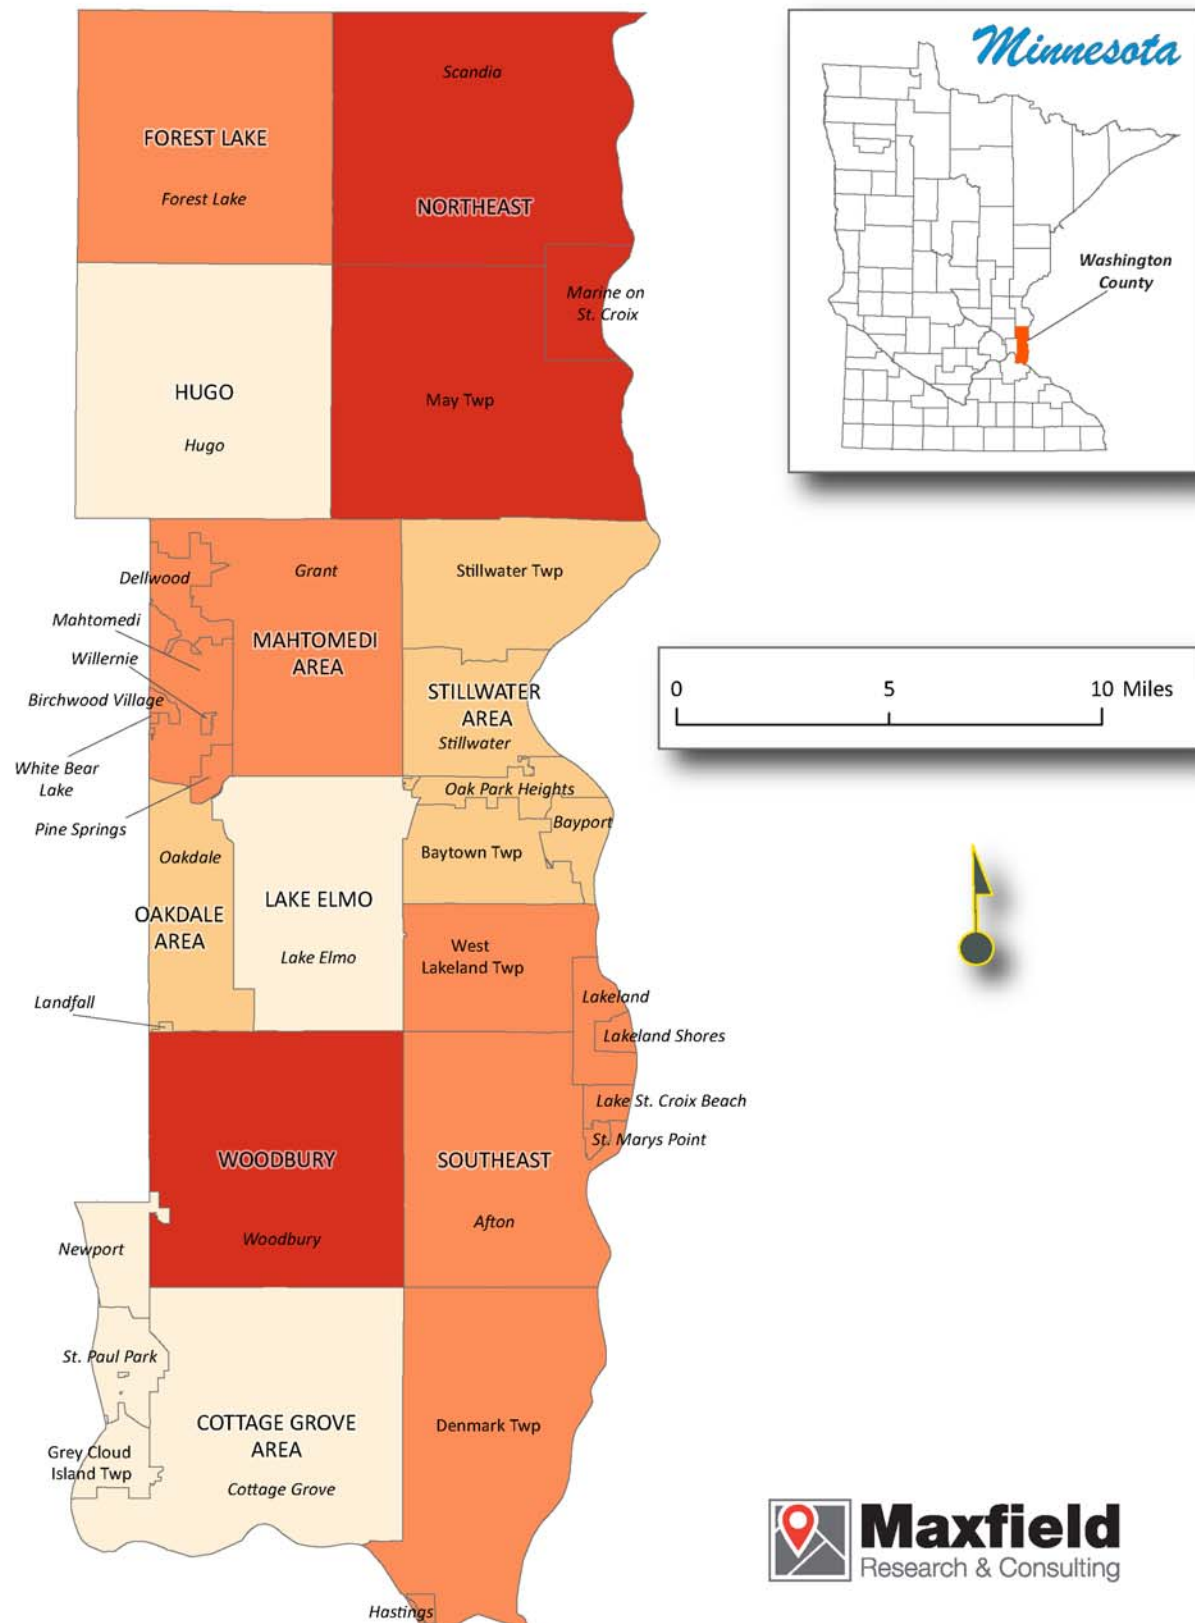 Scandia
FOREST LAKE
Forest Lake
NORTHEAST
Marine on
St. Croix
HUGO
May Twp
Hugo
Minnesota
Washington
County
Dellwood
Grant
Stillwater Twp
Mahtomedi
MAHTOMEDI
AREA
Willernie
Birchwood Village
STILLWATER
AREA
Stillwater
White Bear
Lake
Oak Park Heights
Pine Springs
Bayport
Oakdale
Baytown Twp
OAKDALE
AREA
LAKE ELMO
Lake Elmo
West
Lakeland Twp
Landfall
Lakeland
Lakeland Shores
Lake St. Croix Beach
St. Marys Point
WOODBURY
SOUTHEAST
Woodbury
Afton
Newport
St. Paul Park
COTTAGE GROVE
AREA
Denmark Twp
Grey Cloud
Island Twp
Cottage Grove
Hastings
0 5 10 Miles
Maxfield
Research & Consulting